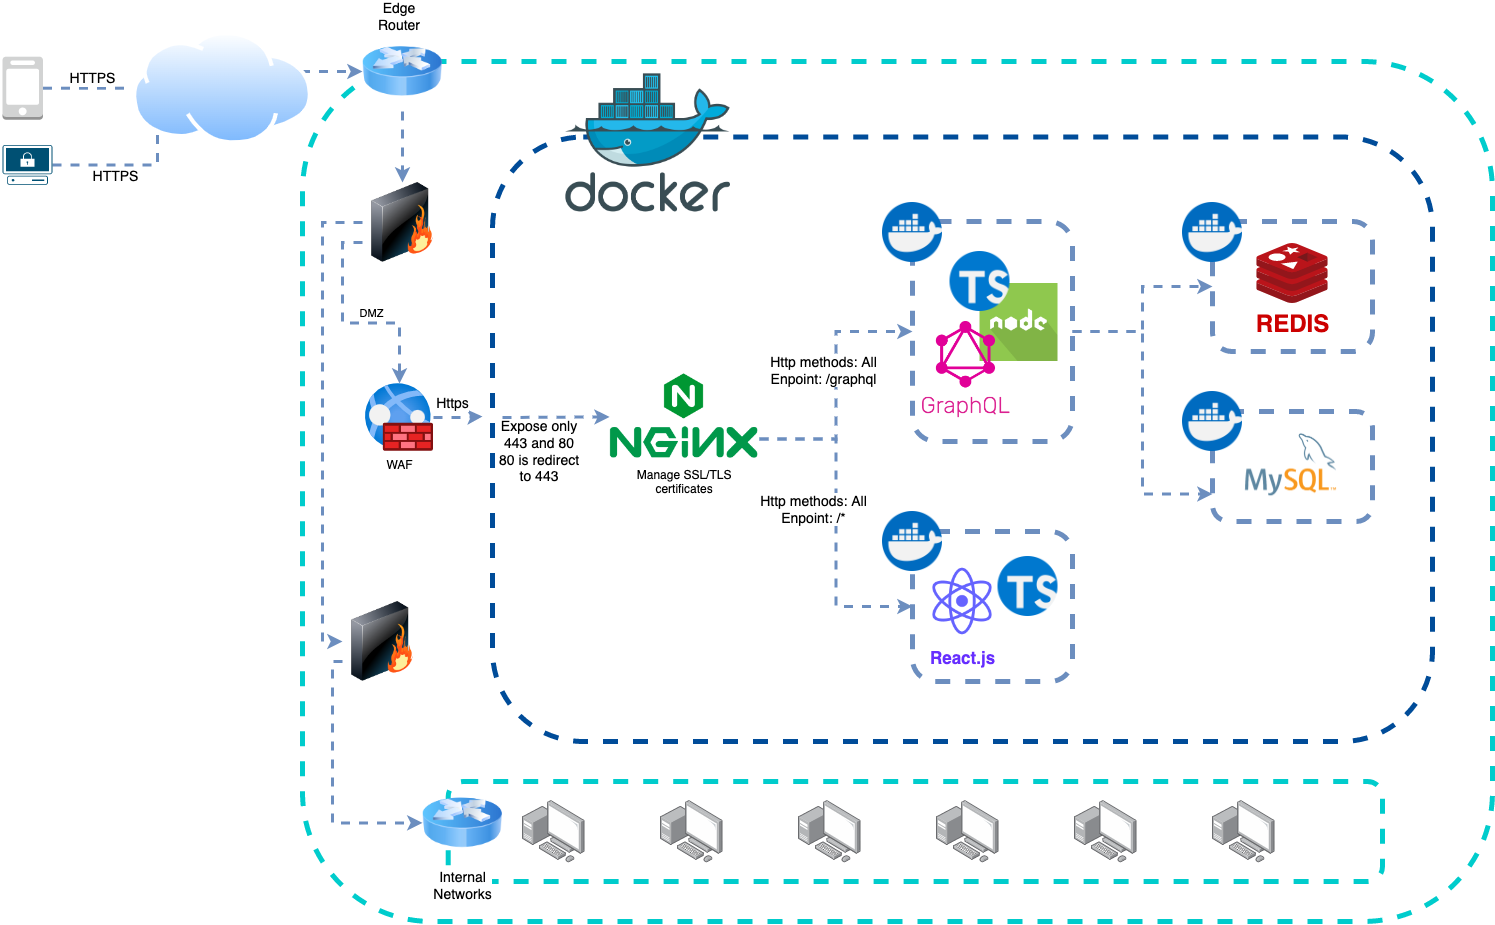 Edge
Router
HTTPS
HTTPS
docker
DMZ
TS
node
GraphQL
REDIS
Http methods: All
Enpoint: /graphql
Https
WAF
Expose only
443 and 80
80 is redirect
to 443
N
NGINX
Manage SSL/TLS
certificates
MySQL
Http methods: All
Enpoint: /*
TS
React.js
Internal
Networks